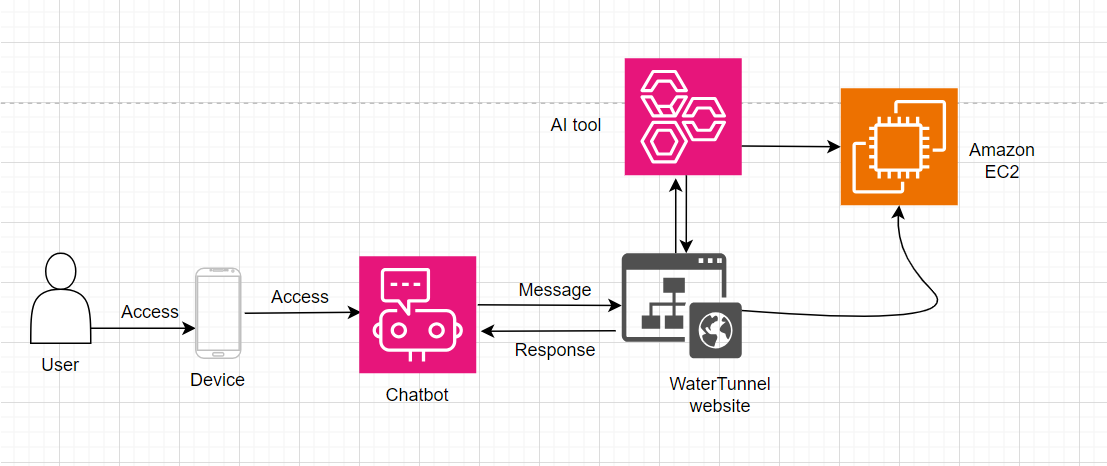 AI tool
Amazon
EC2
Access
Access
Message
Response
User
Device
Chatbot
WaterTunnel
website